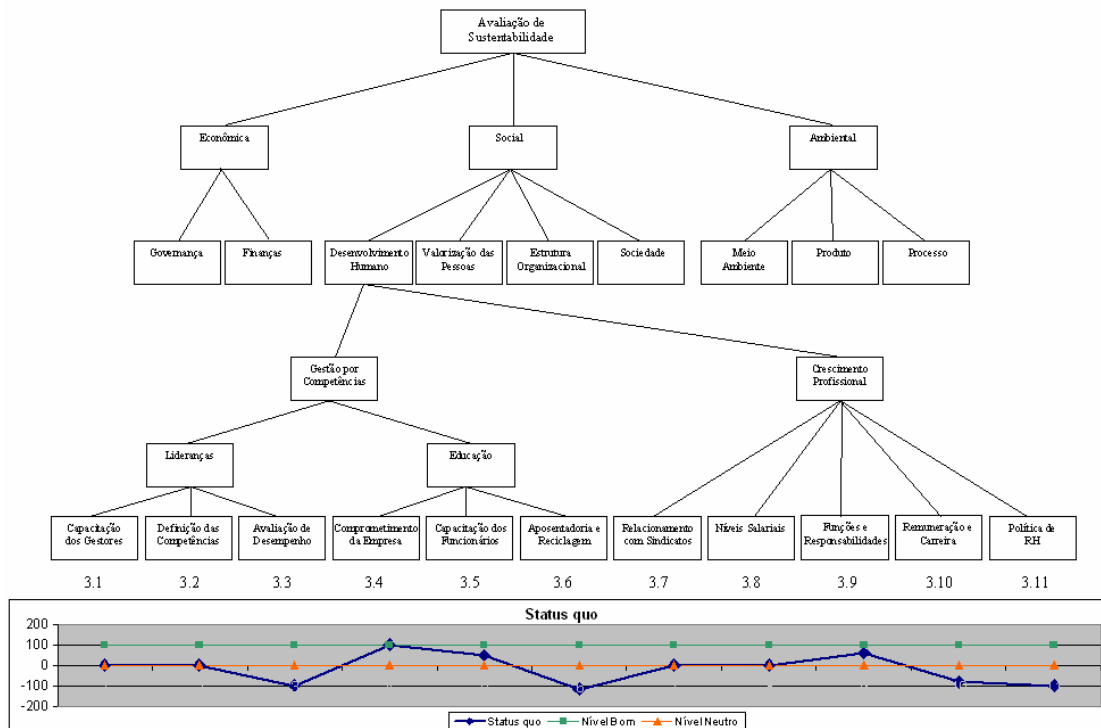 Avaliação de
Sustentabilidade
Econômica
Social
Ambiental
Governança
Finanças
Desenvolvimento
Humano
Valorização das
Pessoas
Estrutura
Organizacional
Sociedade
Meio
Ambiente
Produto
Processo
Gestão por
Competências
Crescimento
Profissional
Lideranças
Educação
Capacitação
dos Gestores
Definição das
Competências
Avaliação de
Desempenho
Comprometimento
da Empresa
Capacitação dos
Funcionários
Aposentadoria e
Reciclagem
Relacionamento
com Sindicatos
Níveis Salariais
Funções e
Responsabilidades
Remuneração e
Carreira
Política de
RH
3.1 3.2 3.3 3.4 3.5 3.6 3.7 3.8 3.9 3.10 3.11
Status quo
200
100
0
-100
-200
Status quo Nível Bom Nível Neutro